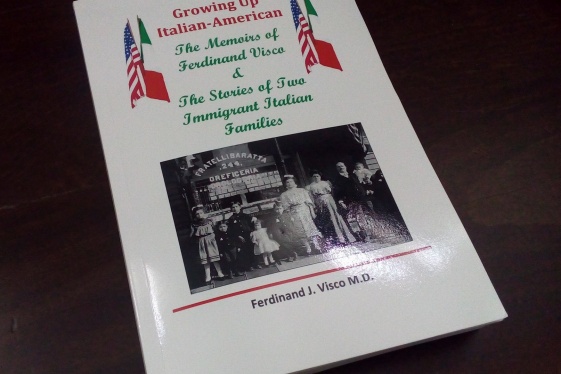 Growing Up
Italian-American
The Memoirs of
Ferdinand Visco
&
The Stories of Two
Immigrant Italian
Families
FRATELLI BARATTA
244
OREFICERIA
Ferdinand J. Visco M.D.